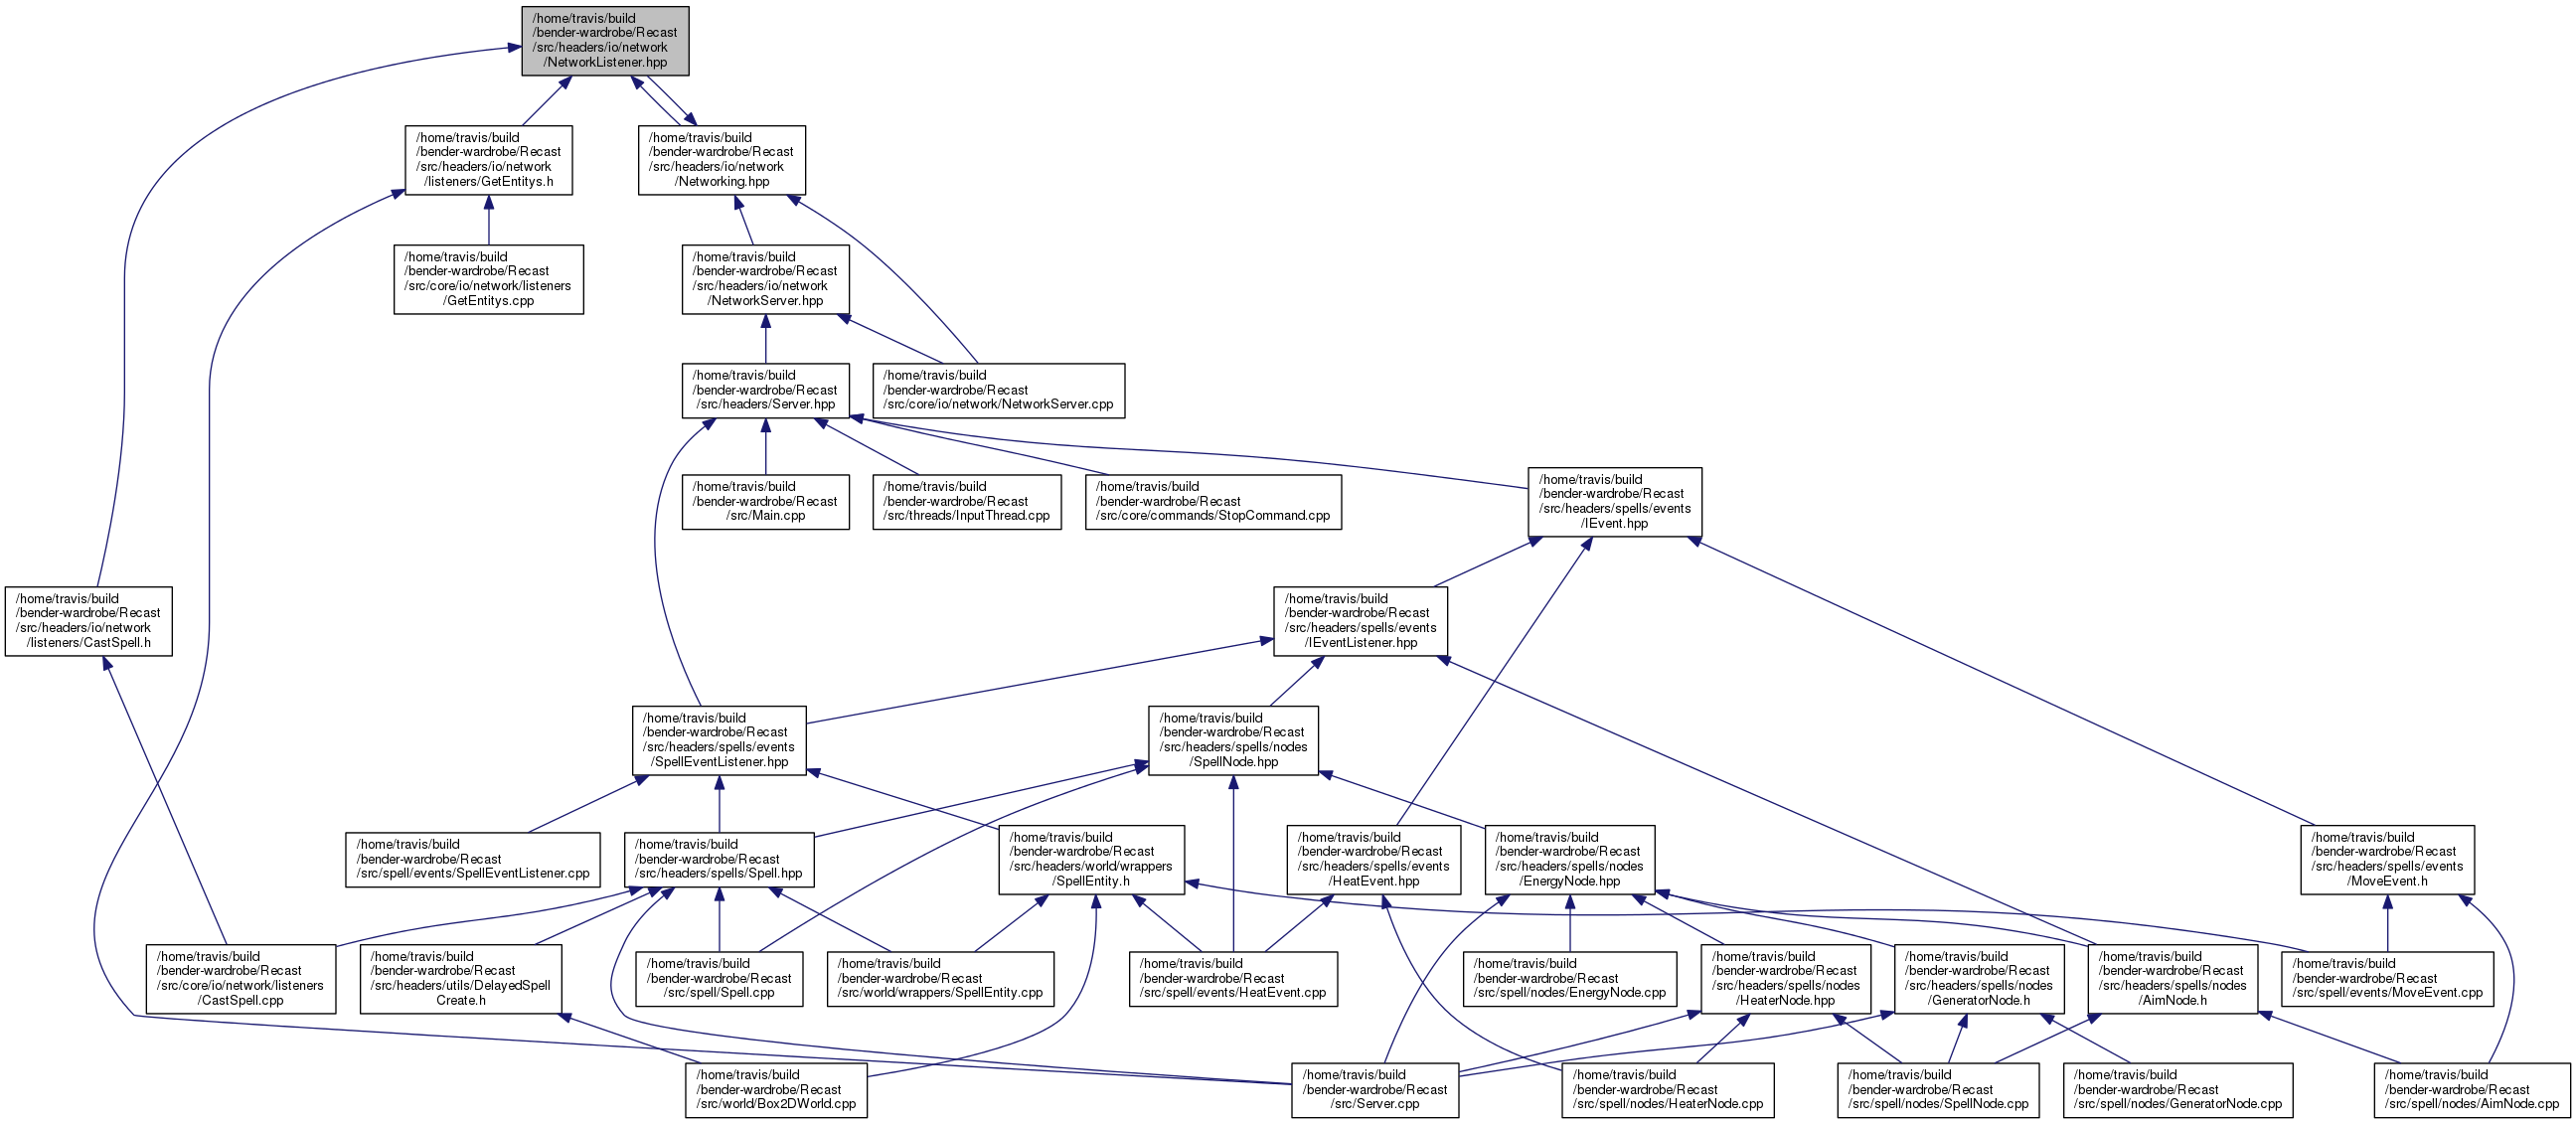 /home/travis/build
/bender-wardrobe/Recast
/src/headers/io/network
/NetworkListener.hpp
/home/travis/build
/bender-wardrobe/Recast
/src/headers/io/network
/listeners/GetEntitys.h
/home/travis/build
/bender-wardrobe/Recast
/src/headers/io/network
/Networking.hpp
/home/travis/build
/bender-wardrobe/Recast
/src/core/io/network/listeners
/GetEntitys.cpp
/home/travis/build
/bender-wardrobe/Recast
/src/headers/io/network
/NetworkServer.hpp
/home/travis/build
/bender-wardrobe/Recast
/src/headers/Server.hpp
/home/travis/build
/bender-wardrobe/Recast
/src/core/io/network/NetworkServer.cpp
/home/travis/build
/bender-wardrobe/Recast
/src/Main.cpp
/home/travis/build
/bender-wardrobe/Recast
/src/threads/InputThread.cpp
/home/travis/build
/bender-wardrobe/Recast
/src/core/commands/StopCommand.cpp
/home/travis/build
/bender-wardrobe/Recast
/src/headers/spells/events
/IEvent.hpp
/home/travis/build
/bender-wardrobe/Recast
/src/headers/io/network
/listeners/CastSpell.h
/home/travis/build
/bender-wardrobe/Recast
/src/headers/spells/events
/IEventListener.hpp
/home/travis/build
/bender-wardrobe/Recast
/src/headers/spells/events
/SpellEventListener.hpp
/home/travis/build
/bender-wardrobe/Recast
/src/headers/spells/nodes
/SpellNode.hpp
/home/travis/build
/bender-wardrobe/Recast
/src/spell/events/SpellEventListener.cpp
/home/travis/build
/bender-wardrobe/Recast
/src/headers/spells/Spell.hpp
/home/travis/build
/bender-wardrobe/Recast
/src/headers/world/wrappers
/SpellEntity.h
/home/travis/build
/bender-wardrobe/Recast
/src/headers/spells/events
/HeatEvent.hpp
/home/travis/build
/bender-wardrobe/Recast
/src/headers/spells/nodes
/EnergyNode.hpp
/home/travis/build
/bender-wardrobe/Recast
/src/headers/spells/events
/MoveEvent.h
/home/travis/build
/bender-wardrobe/Recast
/src/core/io/network/listeners
/CastSpell.cpp
/home/travis/build
/bender-wardrobe/Recast
/src/headers/utils/DelayedSpell
Create.h
/home/travis/build
/bender-wardrobe/Recast
/src/spell/Spell.cpp
/home/travis/build
/bender-wardrobe/Recast
/src/world/wrappers/SpellEntity.cpp
/home/travis/build
/bender-wardrobe/Recast
/src/spell/events/HeatEvent.cpp
/home/travis/build
/bender-wardrobe/Recast
/src/spell/nodes/EnergyNode.cpp
/home/travis/build
/bender-wardrobe/Recast
/src/headers/spells/nodes
/HeaterNode.hpp
/home/travis/build
/bender-wardrobe/Recast
/src/headers/spells/nodes
/GeneratorNode.h
/home/travis/build
/bender-wardrobe/Recast
/src/headers/spells/nodes
/AimNode.h
/home/travis/build
/bender-wardrobe/Recast
/src/spell/events/MoveEvent.cpp
/home/travis/build
/bender-wardrobe/Recast
/src/world/Box2DWorld.cpp
/home/travis/build
/bender-wardrobe/Recast
/src/Server.cpp
/home/travis/build
/bender-wardrobe/Recast
/src/spell/nodes/HeaterNode.cpp
/home/travis/build
/bender-wardrobe/Recast
/src/spell/nodes/SpellNode.cpp
/home/travis/build
/bender-wardrobe/Recast
/src/spell/nodes/GeneratorNode.cpp
/home/travis/build
/bender-wardrobe/Recast
/src/spell/nodes/AimNode.cpp